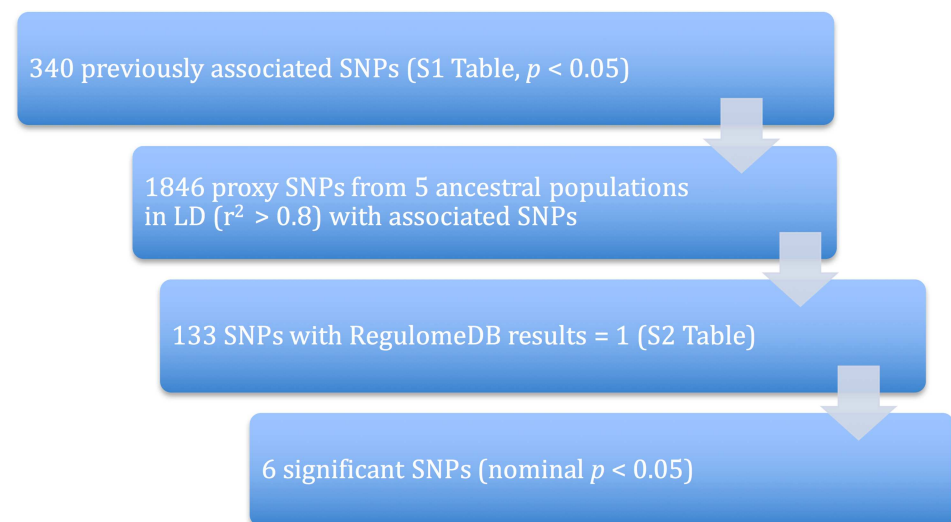 340 previously associated SNPs (S1 Table, p < 0.05)
1846 proxy SNPs from 5 ancestral populations
in LD (r² > 0.8) with associated SNPs
133 SNPs with RegulomeDB results = 1 (S2 Table)
6 significant SNPs (nominal p < 0.05)